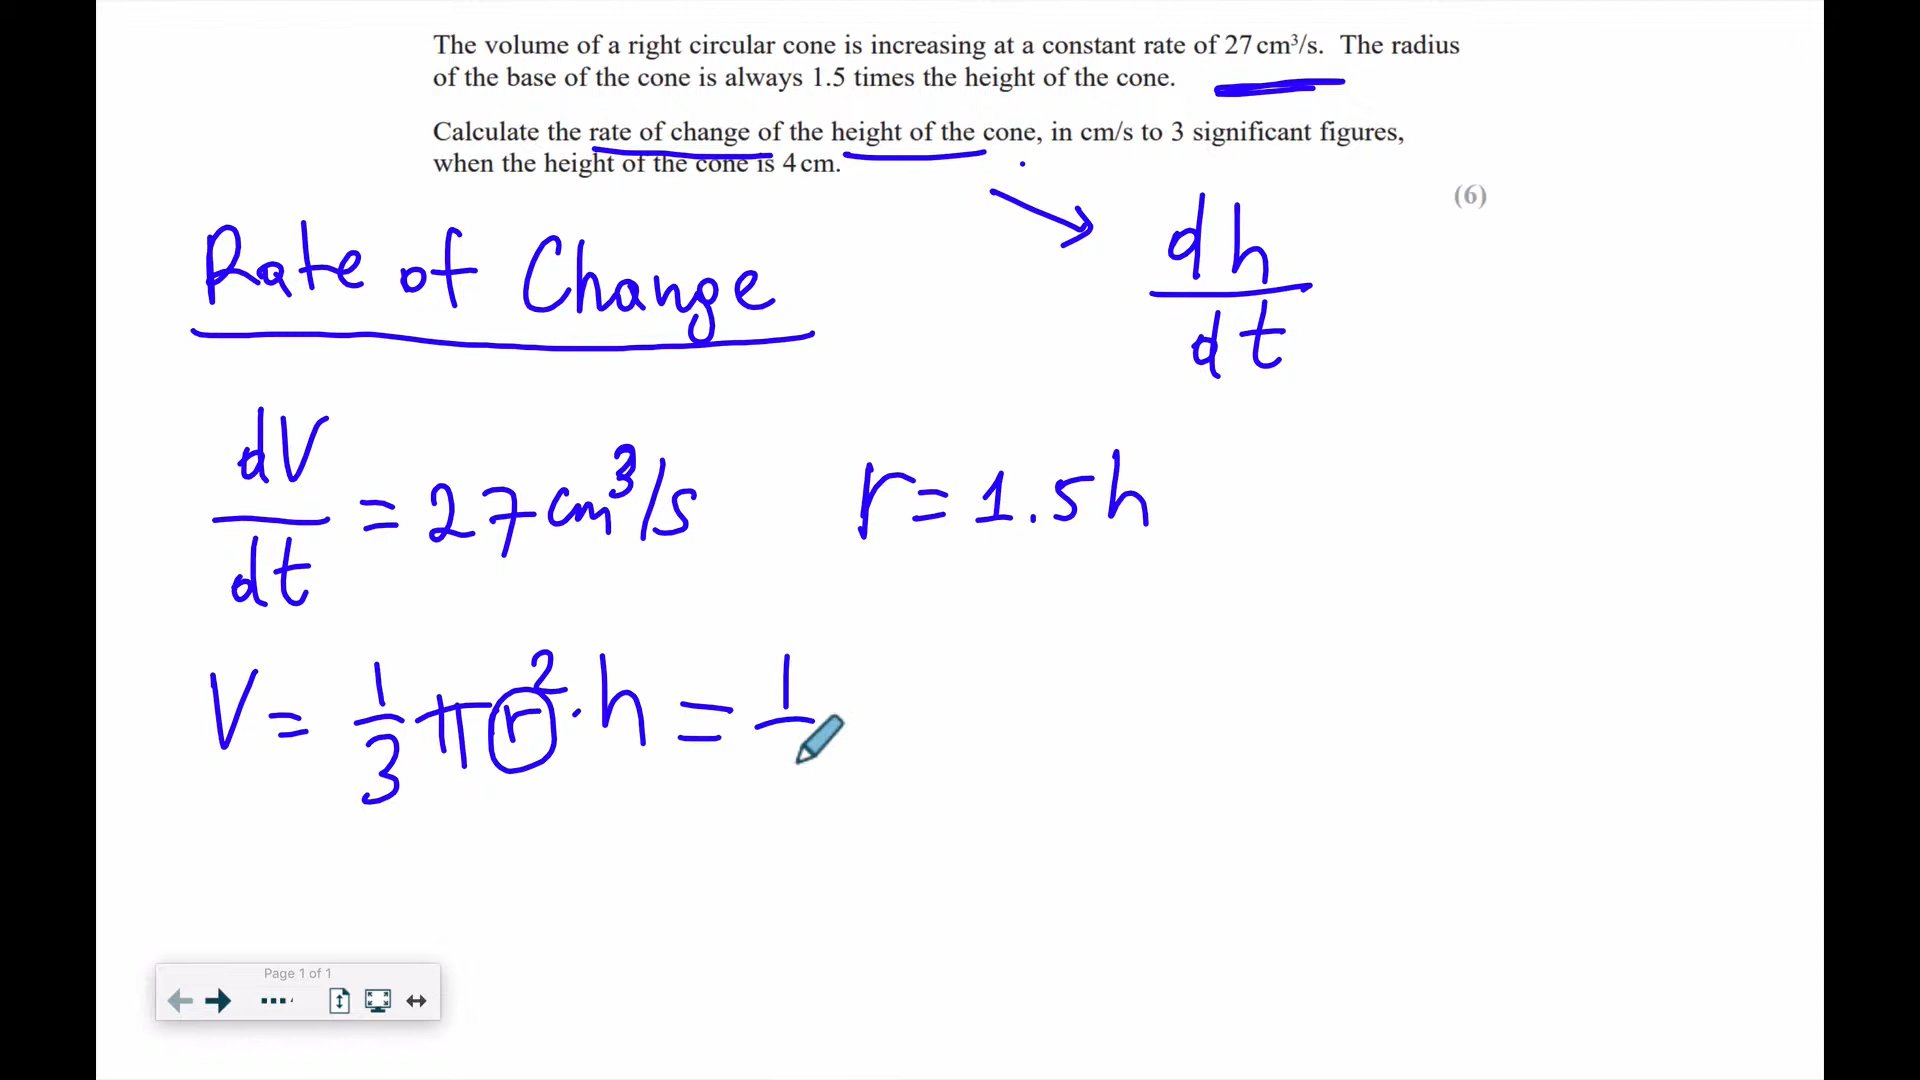 The volume of a right circular cone is increasing at a constant rate of 27 cm³/s. The radius
of the base of the cone is always 1.5 times the height of the cone.
Calculate the rate of change of the height of the cone, in cm/s to 3 significant figures,
when the height of the cone is 4 cm.
(6)
Rate of Change
dh/dt
dV/dt = 27 cm³/s
r = 1.5h
V = 1/3 πr² · h = 1
Page 1 of 1